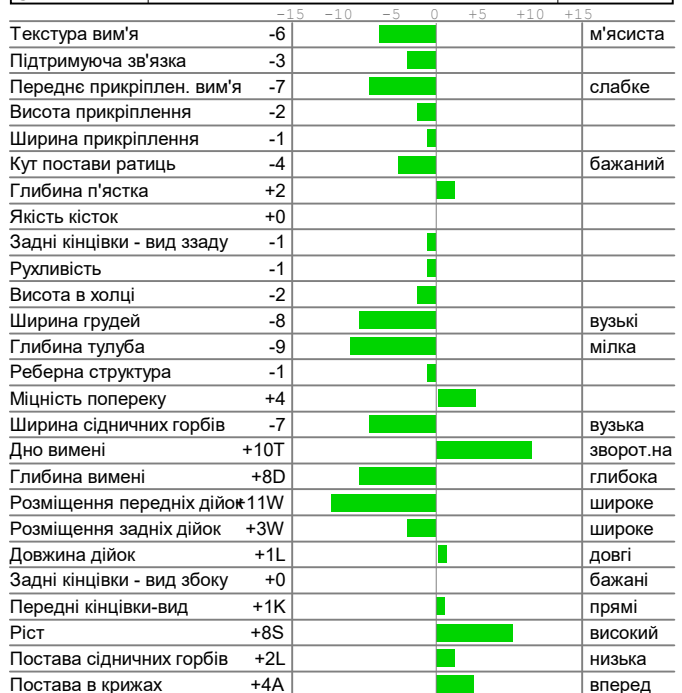 -15 -10 -5 0 +5 +10 +15
Текстура вим'я -6 м'ясиста
Підтримуюча зв'язка -3
Переднє прикріплен. вим'я -7 слабке
Висота прикріплення -2
Ширина прикріплення -1
Кут постави ратиць -4 бажаний
Глибина п'ястка +2
Якість кісток +0
Задні кінцівки - вид ззаду -1
Рухливість -1
Висота в холці -2
Ширина грудей -8 вузькі
Глибина тулуба -9 мілка
Реберна структура -1
Міцність попереку +4
Ширина сідничних горбів -7 вузька
Дно вимені +10T зворот.на
Глибина вимені +8D глибока
Розміщення передніх дійок +11W широке
Розміщення задніх дійок +3W широке
Довжина дійок +1L довгі
Задні кінцівки - вид збоку +0 бажані
Передні кінцівки-вид +1K прямі
Ріст +8S високий
Постава сідничних горбів +2L низька
Постава в крижах +4A вперед